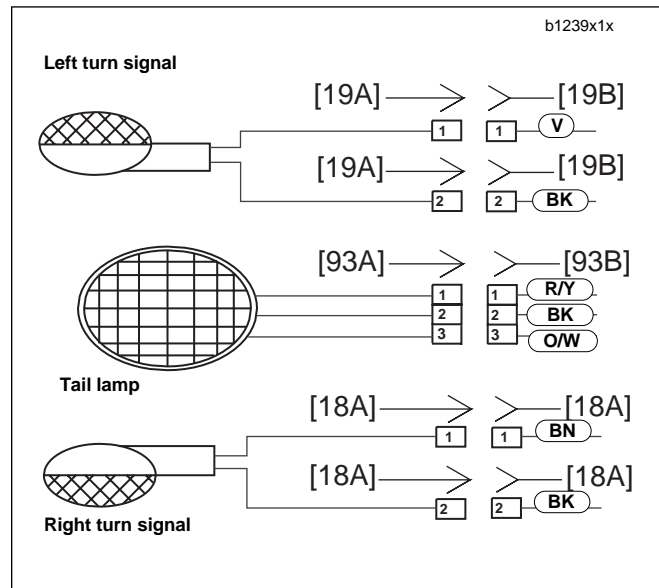 b1239x1x
Left turn signal
[19A] [19B]
1 1 V
[19A] [19B]
2 2 BK
[93A] [93B]
1 1 R/Y
2 2 BK
3 3 O/W
Tail lamp
[18A] [18A]
1 1 BN
[18A] [18A]
2 2 BK
Right turn signal